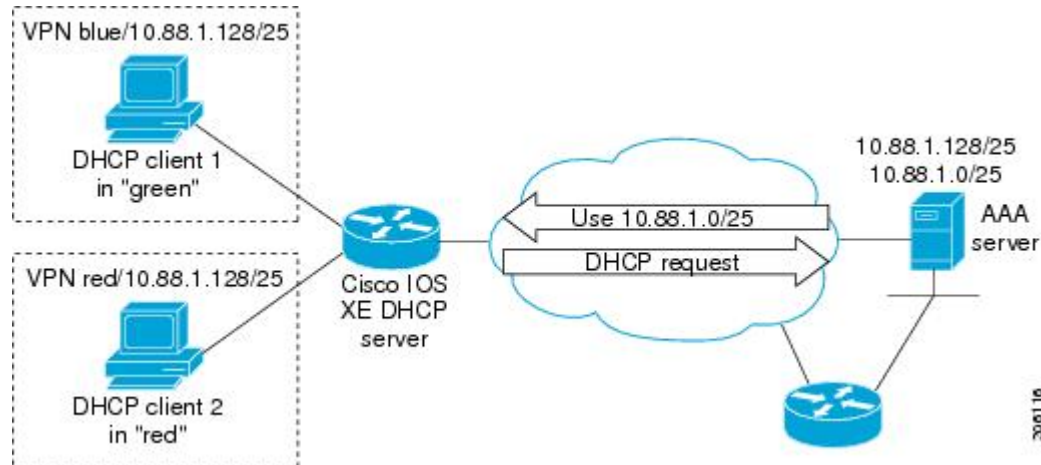 VPN blue/10.88.1.128/25
DHCP client 1
in "green"
VPN red/10.88.1.128/25
DHCP client 2
in "red"
Cisco IOS
XE DHCP
server
Use 10.88.1.0/25
DHCP request
10.88.1.128/25
10.88.1.0/25
AAA
server